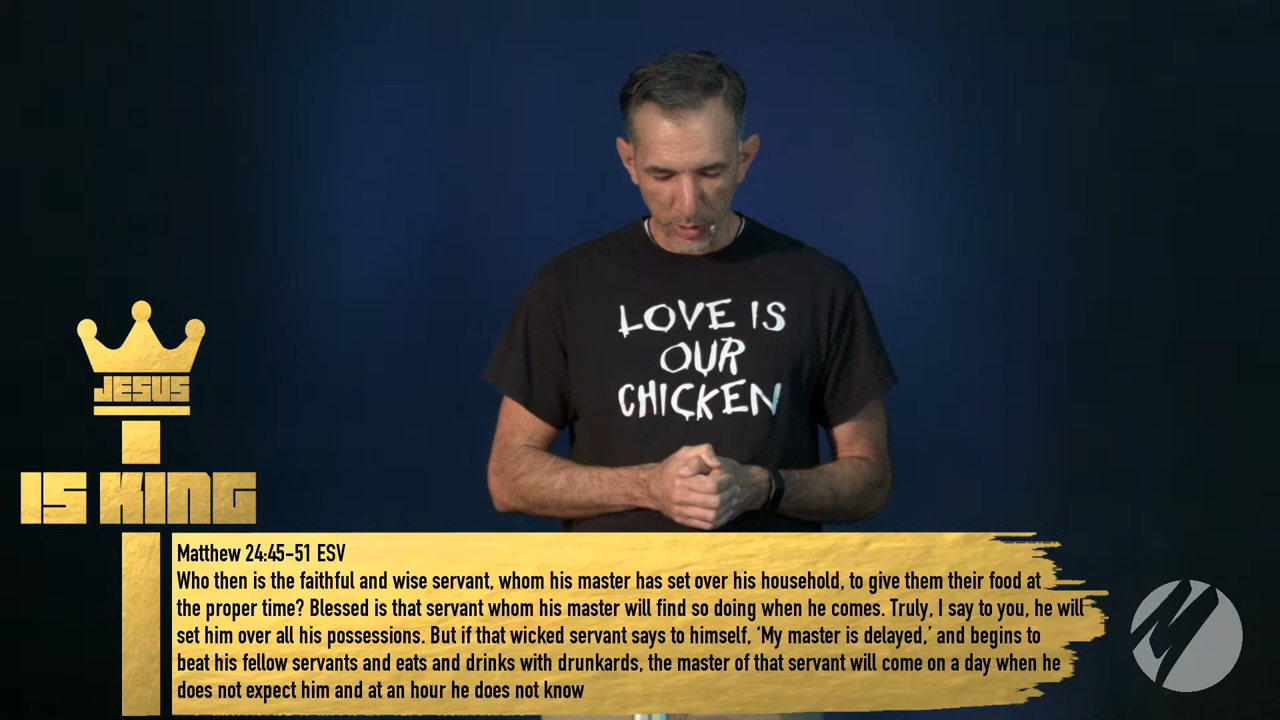 LOVE IS
OUR
CHICKEN
JESUS
IS KING
Matthew 24:45-51 ESV
Who then is the faithful and wise servant, whom his master has set over his household, to give them their food at
the proper time? Blessed is that servant whom his master will find so doing when he comes. Truly, I say to you, he will
set him over all his possessions. But if that wicked servant says to himself, ‘My master is delayed,’ and begins to
beat his fellow servants and eats and drinks with drunkards, the master of that servant will come on a day when he
does not expect him and at an hour he does not know